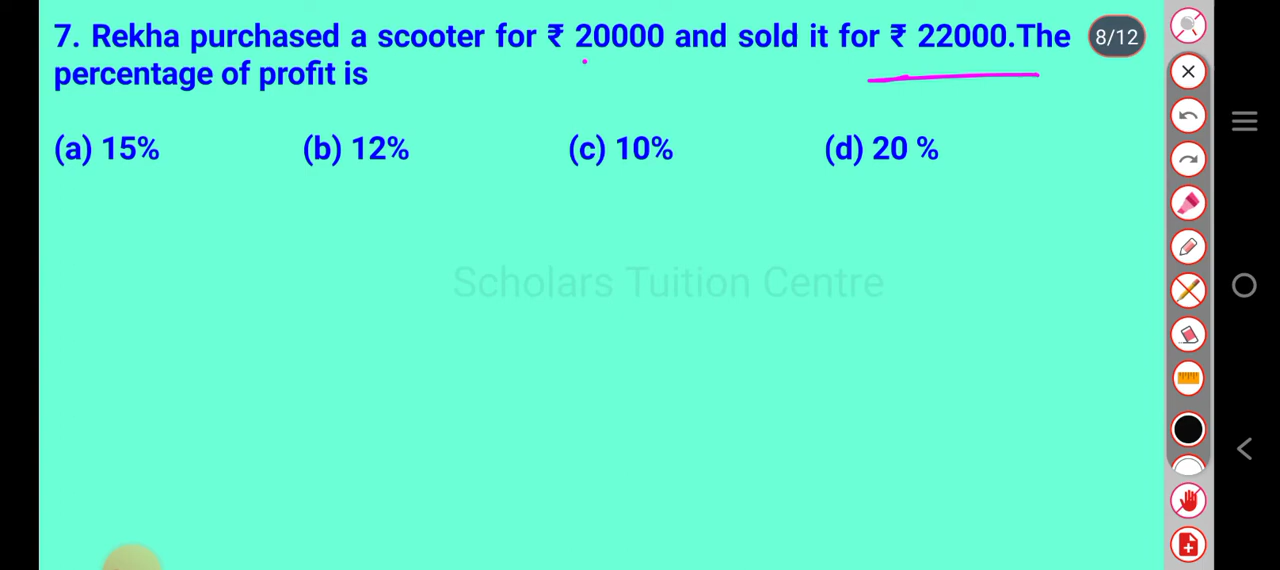 7. Rekha purchased a scooter for ₹ 20000 and sold it for ₹ 22000.The
percentage of profit is
8/12
(a) 15% (b) 12% (c) 10% (d) 20 %
Scholars Tuition Centre